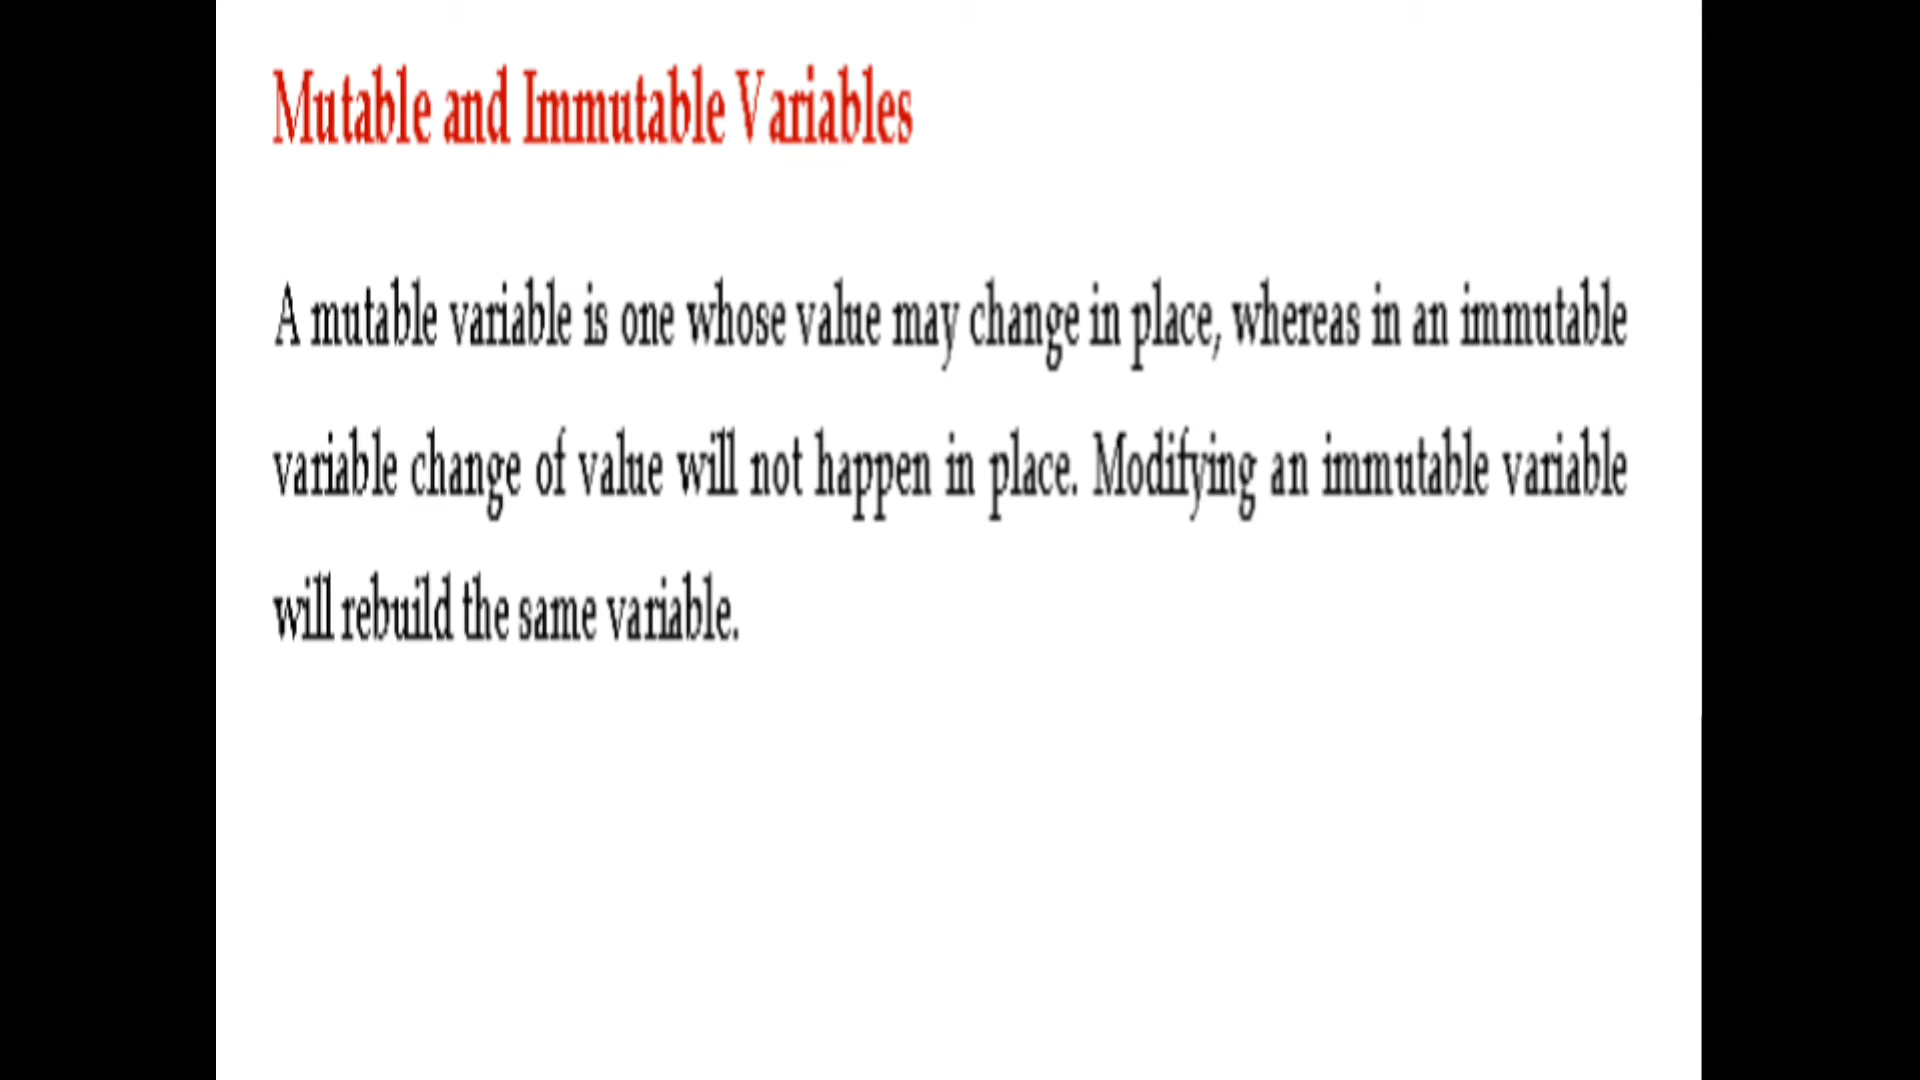 Mutable and Immutable Variables
A mutable variable is one whose value may change in place, whereas in an immutable
variable change of value will not happen in place. Modifying an immutable variable
will rebuild the same variable.